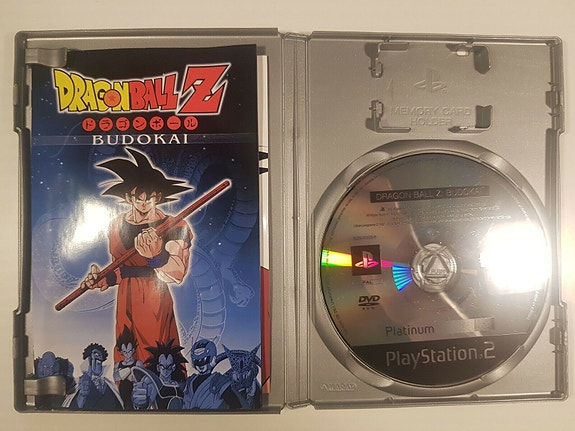 DRAGON BALL Z
ドラゴンボール
BUDOKAI
MEMORY CARD
HOLDER
DRAGON BALL Z BUDOKAI
PAL
DVD
Platinum
PlayStation.2